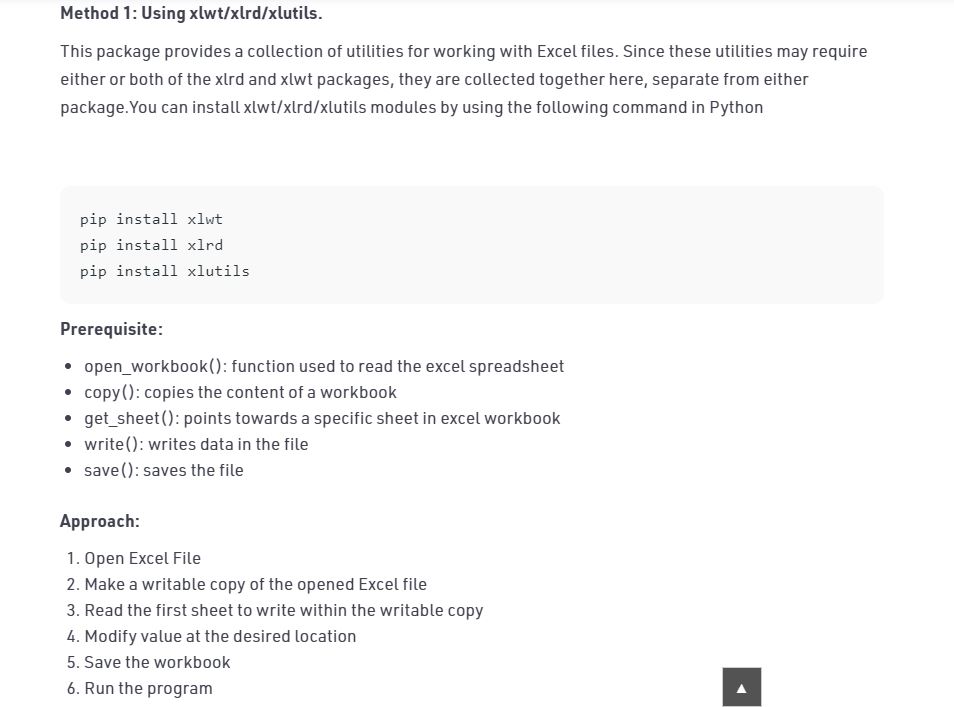 Method 1: Using xlwt/xlrd/xlutils.
This package provides a collection of utilities for working with Excel files. Since these utilities may require
either or both of the xlrd and xlwt packages, they are collected together here, separate from either
package.You can install xlwt/xlrd/xlutils modules by using the following command in Python
pip install xlwt
pip install xlrd
pip install xlutils
Prerequisite:
• open_workbook(): function used to read the excel spreadsheet
• copy(): copies the content of a workbook
• get_sheet(): points towards a specific sheet in excel workbook
• write(): writes data in the file
• save(): saves the file
Approach:
1. Open Excel File
2. Make a writable copy of the opened Excel file
3. Read the first sheet to write within the writable copy
4. Modify value at the desired location
5. Save the workbook
6. Run the program